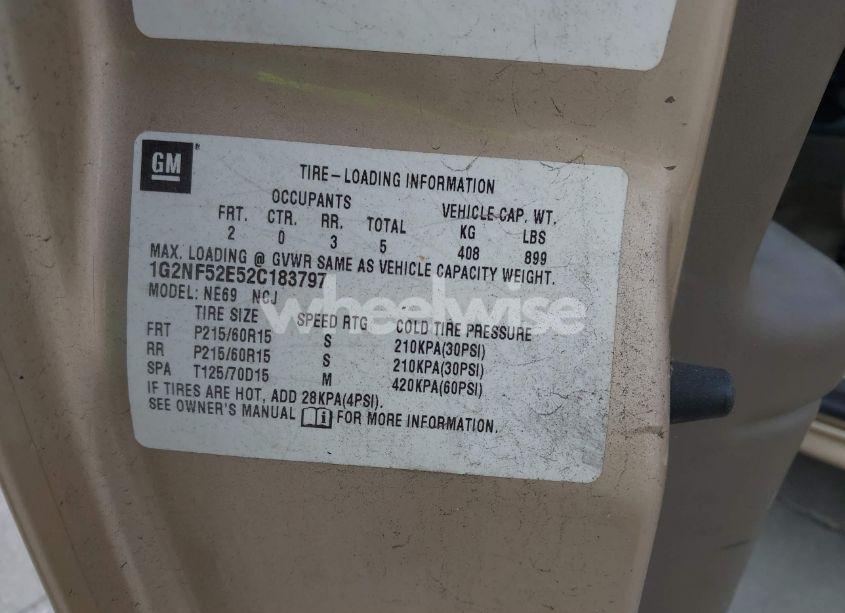 GM ®
TIRE-LOADING INFORMATION
OCCUPANTS VEHICLE CAP. WT.
FRT. CTR. RR. TOTAL KG LBS
2 0 3 5 408 899
MAX. LOADING @ GVWR SAME AS VEHICLE CAPACITY WEIGHT.
1G2NF52E52C183797
MODEL: NE69 NCJ
TIRE SIZE SPEED RTG COLD TIRE PRESSURE
FRT P215/60R15 S 210KPA(30PSI)
RR P215/60R15 S 210KPA(30PSI)
SPA T125/70D15 M 420KPA(60PSI)
IF TIRES ARE HOT, ADD 28KPA(4PSI).
SEE OWNER'S MANUAL i FOR MORE INFORMATION.
wheelwise